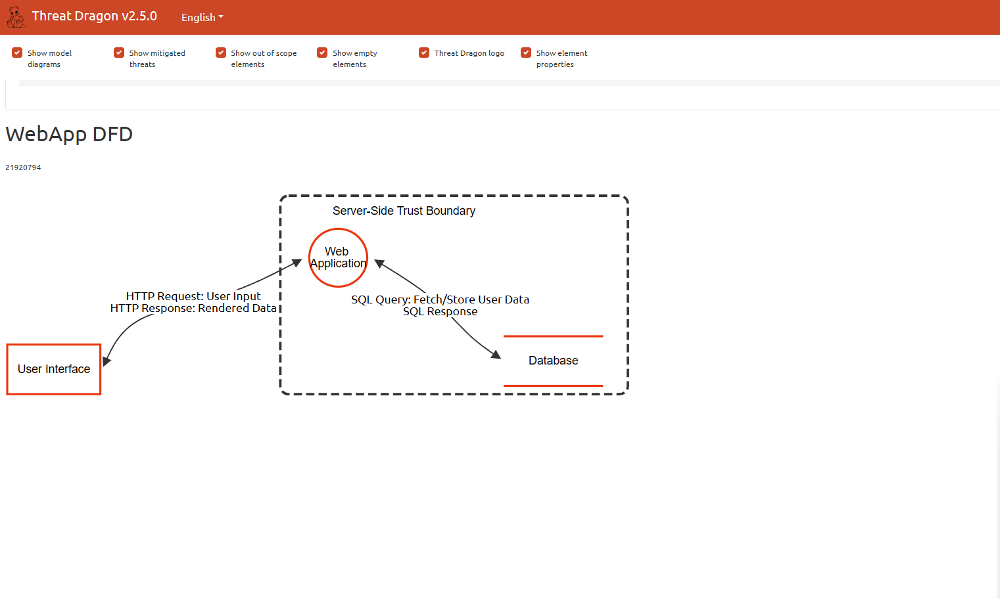 Threat Dragon v2.5.0
English
Show model
diagrams
Show mitigated
threats
Show out of scope
elements
Show empty
elements
Threat Dragon logo
Show element
properties
WebApp DFD
21920794
Server-Side Trust Boundary
Web
Application
HTTP Request: User Input
HTTP Response: Rendered Data
SQL Query: Fetch/Store User Data
SQL Response
User Interface
Database